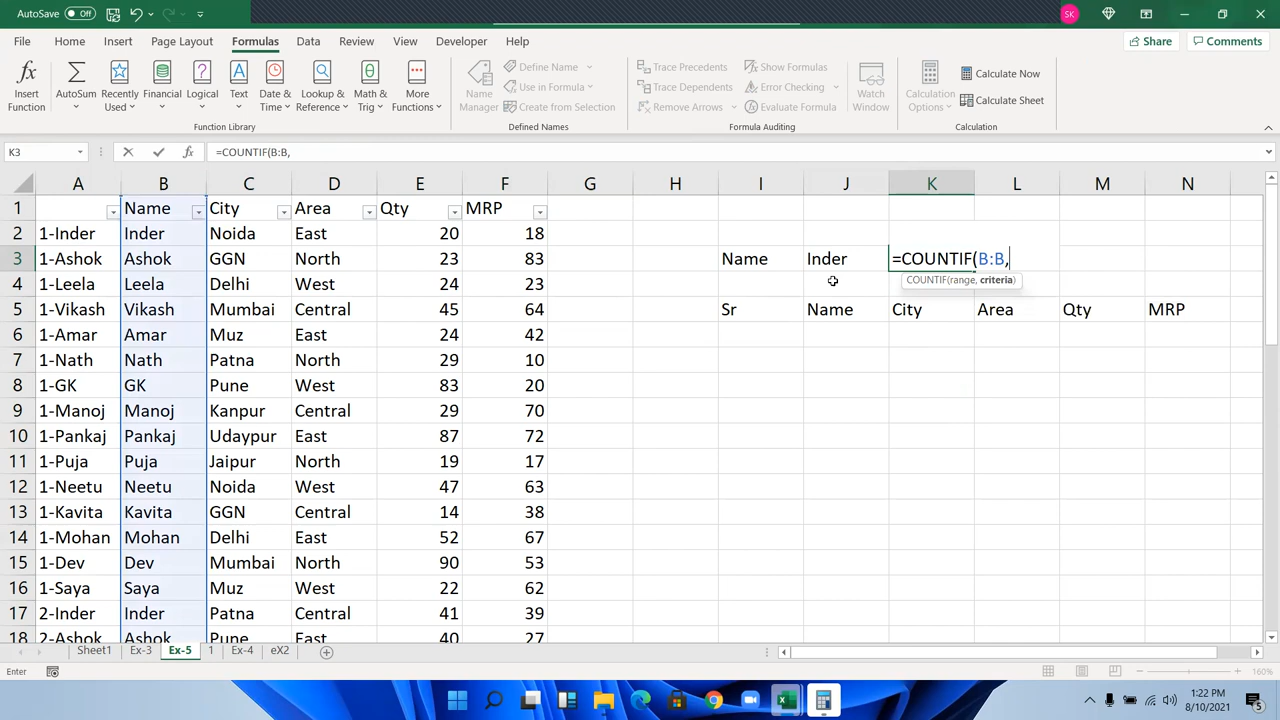 AutoSave Off
SK
File Home Insert Page Layout Formulas Data Review View Developer Help
Share Comments
Insert Function
AutoSum
Recently Used
Financial
Logical
Text
Date & Time
Lookup & Reference
Math & Trig
More Functions
Function Library
Name Manager
Define Name
Use in Formula
Create from Selection
Defined Names
Trace Precedents
Trace Dependents
Remove Arrows
Show Formulas
Error Checking
Evaluate Formula
Formula Auditing
Watch Window
Calculation Options
Calculate Now
Calculate Sheet
Calculation
K3 =COUNTIF(B:B,
A B C D E F G H I J K L M N
1 Name City Area Qty MRP
2 1-Inder Inder Noida East 20 18
3 1-Ashok Ashok GGN North 23 83 Name Inder =COUNTIF(B:B,
COUNTIF(range, criteria)
4 1-Leela Leela Delhi West 24 23
5 1-Vikash Vikash Mumbai Central 45 64 Sr Name City Area Qty MRP
6 1-Amar Amar Muz East 24 42
7 1-Nath Nath Patna North 29 10
8 1-GK GK Pune West 83 20
9 1-Manoj Manoj Kanpur Central 29 70
10 1-Pankaj Pankaj Udaypur East 87 72
11 1-Puja Puja Jaipur North 19 17
12 1-Neetu Neetu Noida West 47 63
13 1-Kavita Kavita GGN Central 14 38
14 1-Mohan Mohan Delhi East 52 67
15 1-Dev Dev Mumbai North 90 53
16 1-Saya Saya Muz West 22 62
17 2-Inder Inder Patna Central 41 39
18 2-Ashok Ashok Pune East 40 27
Sheet1 Ex-3 Ex-5 1 Ex-4 eX2
Enter 160%
1:22 PM
8/10/2021
5